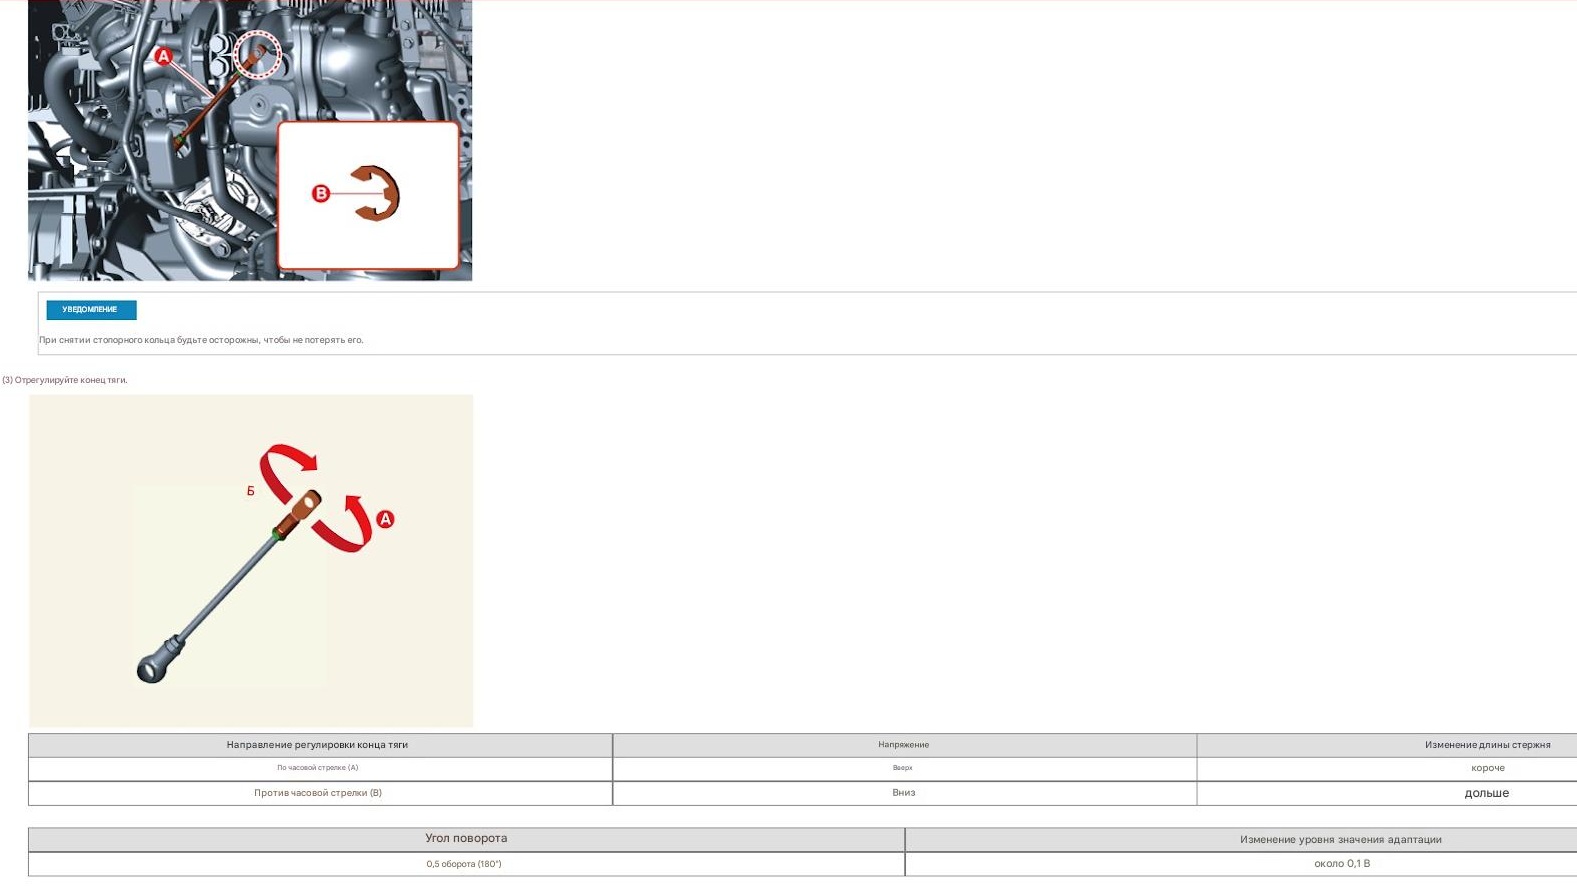 A
B
УВЕДОМЛЕНИЕ
При снятии стопорного кольца будьте осторожны, чтобы не потерять его.
(3) Отрегулируйте конец тяги.
Б
A
Направление регулировки конца тяги Напряжение Изменение длины стержня
По часовой стрелке (A) Вверх короче
Против часовой стрелки (B) Вниз дольше
Угол поворота Изменение уровня значения адаптации
0,5 оборота (180°) около 0,1 В